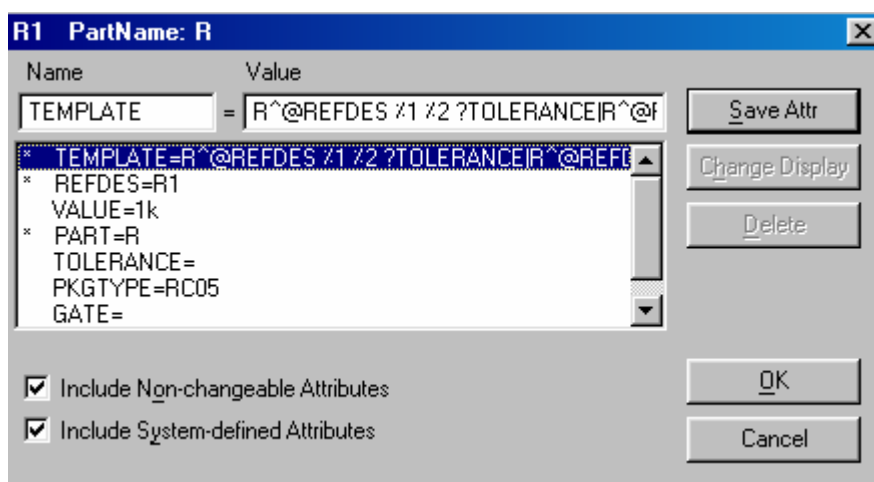 R1 PartName: R
Name Value
TEMPLATE = R^@REFDES %1 %2 ?TOLERANCE|R^@F
Save Attr
* TEMPLATE=R^@REFDES %1 %2 ?TOLERANCE|R^@REFD
Change Display
* REFDES=R1
VALUE=1k
Delete
* PART=R
TOLERANCE=
PKGTYPE=RC05
GATE=
Include Non-changeable Attributes
OK
Include System-defined Attributes
Cancel